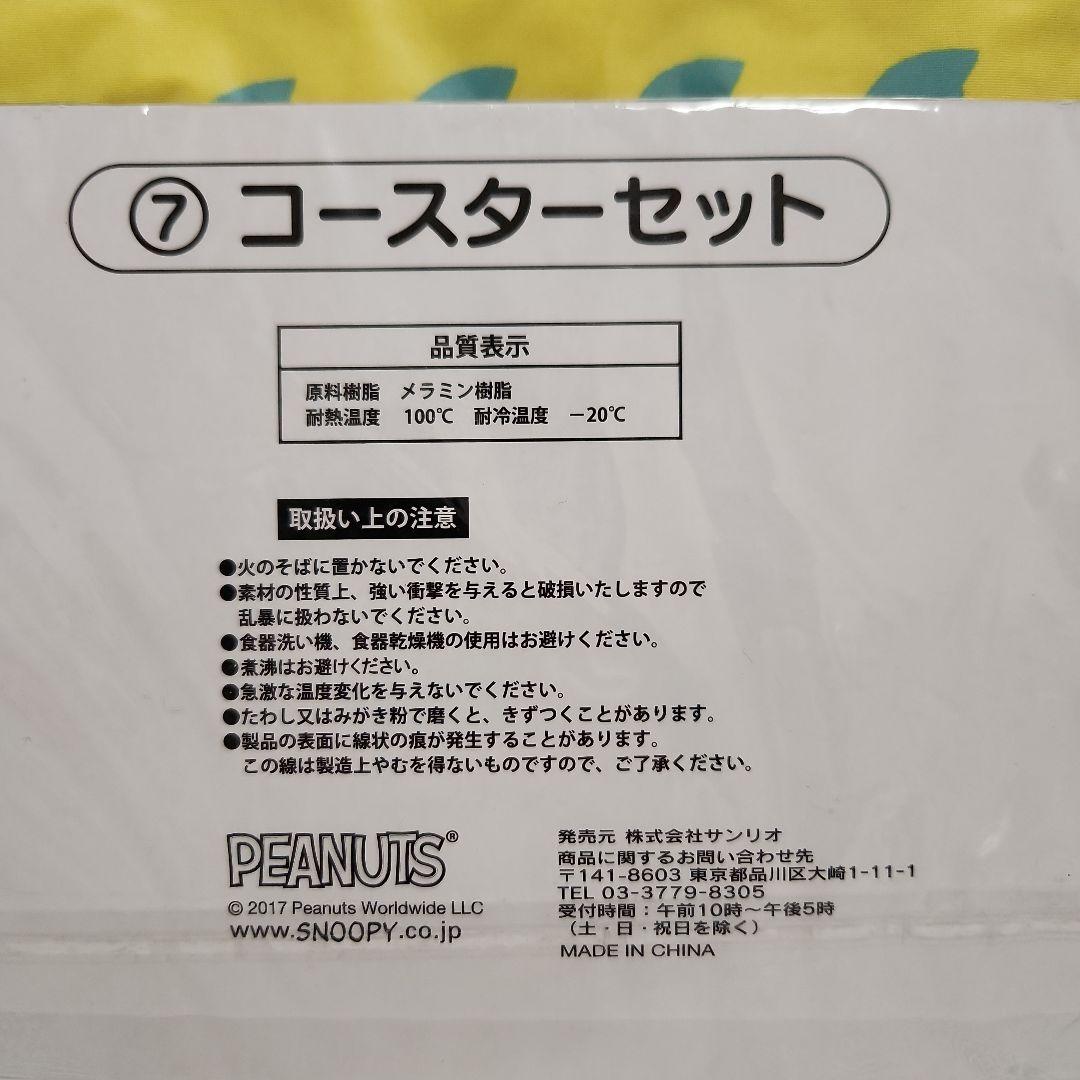 ⑦ コースターセット
品質表示
原料樹脂 メラミン樹脂
耐熱温度 100℃ 耐冷温度 −20℃
取扱い上の注意
●火のそばに置かないでください。
●素材の性質上、強い衝撃を与えると破損いたしますので
乱暴に扱わないでください。
●食器洗い機、食器乾燥機の使用はお避けください。
●煮沸はお避けください。
●急激な温度変化を与えないでください。
●たわし又はみがき粉で磨くと、きずつくことがあります。
●製品の表面に線状の痕が発生することがあります。
この線は製造上やむを得ないものですので、ご了承ください。
PEANUTS®
© 2017 Peanuts Worldwide LLC
www.SNOOPY.co.jp
発売元 株式会社サンリオ
商品に関するお問い合わせ先
〒141-8603 東京都品川区大崎1-11-1
TEL 03-3779-8305
受付時間：午前10時〜午後5時
（土・日・祝日を除く）
MADE IN CHINA